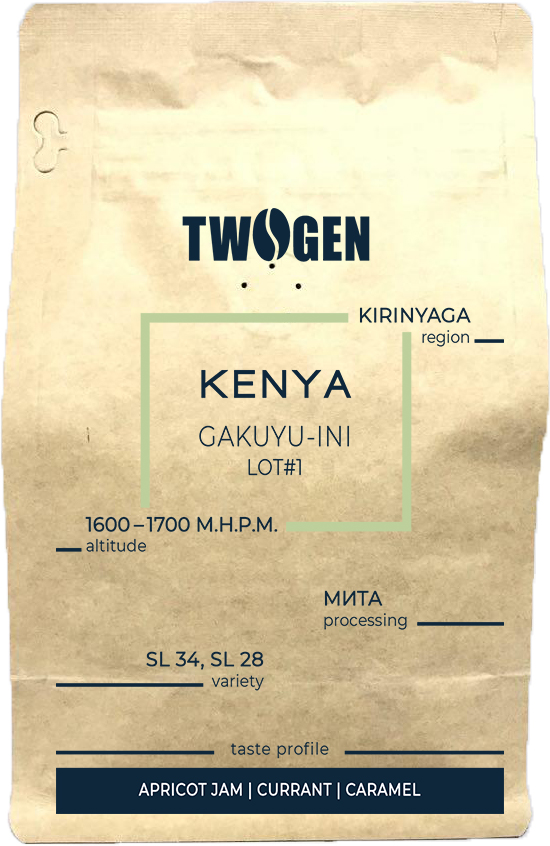 TWOGEN
KIRINYAGA
region
KENYA
GAKUYU-INI
LOT#1
1600–1700 M.H.P.M.
altitude
МИТА
processing
SL 34, SL 28
variety
taste profile
APRICOT JAM | CURRANT | CARAMEL